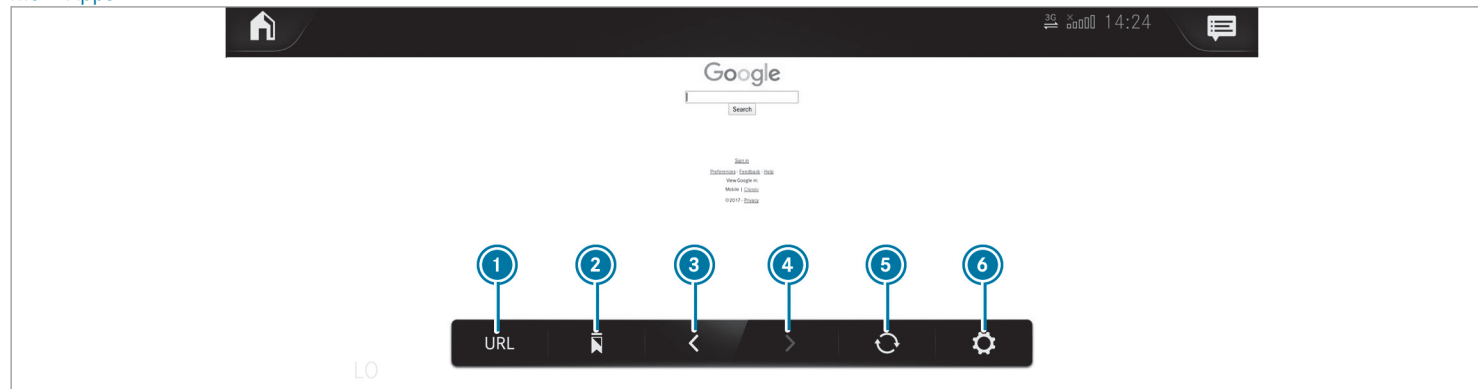 3G 14:24
Google
Search
Sign in
Preferences - Feedback - Help
View Google in:
Mobile | Classic
©2017 - Privacy
1 2 3 4 5 6
URL
LO